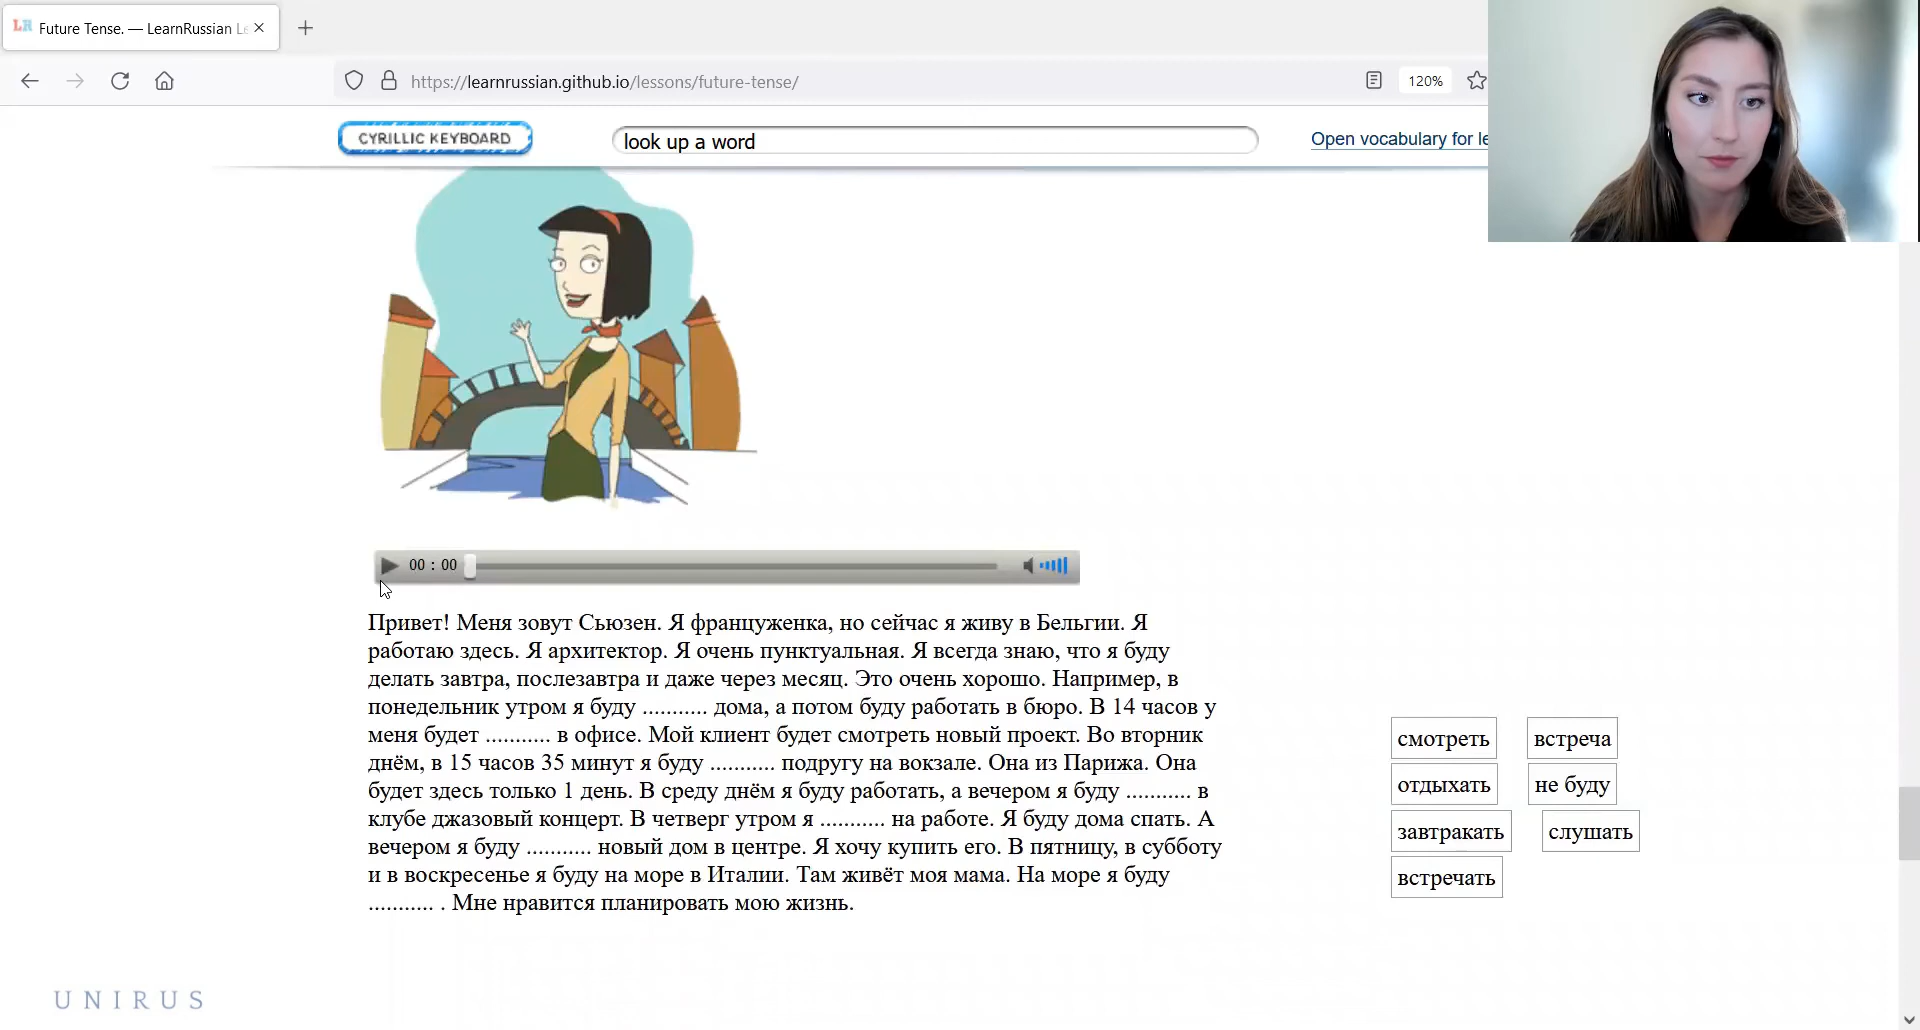 LR Future Tense. — LearnRussian Le
https://learnrussian.github.io/lessons/future-tense/
120%
CYRILLIC KEYBOARD
look up a word
Open vocabulary for le
00 : 00
Привет! Меня зовут Сьюзен. Я француженка, но сейчас я живу в Бельгии. Я
работаю здесь. Я архитектор. Я очень пунктуальная. Я всегда знаю, что я буду
делать завтра, послезавтра и даже через месяц. Это очень хорошо. Например, в
понедельник утром я буду ........... дома, а потом буду работать в бюро. В 14 часов у
меня будет ........... в офисе. Мой клиент будет смотреть новый проект. Во вторник
днём, в 15 часов 35 минут я буду ........... подругу на вокзале. Она из Парижа. Она
будет здесь только 1 день. В среду днём я буду работать, а вечером я буду ........... в
клубе джазовый концерт. В четверг утром я ........... на работе. Я буду дома спать. А
вечером я буду ........... новый дом в центре. Я хочу купить его. В пятницу, в субботу
и в воскресенье я буду на море в Италии. Там живёт моя мама. На море я буду
........... . Мне нравится планировать мою жизнь.
смотреть встреча
отдыхать не буду
завтракать слушать
встречать
UNIRUS